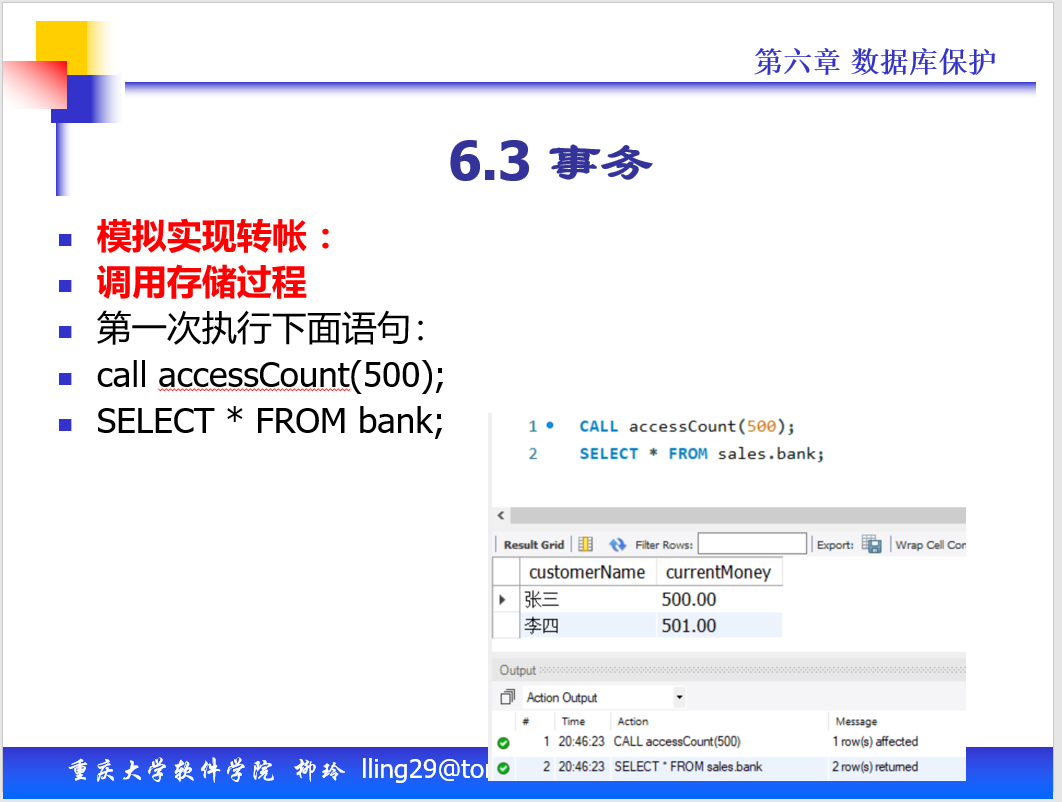 第六章 数据库保护
6.3 事务
模拟实现转帐：
调用存储过程
第一次执行下面语句：
call accessCount(500);
SELECT * FROM bank;
1 CALL accessCount(500);
2 SELECT * FROM sales.bank;
Result Grid Filter Rows: Export: Wrap Cell Con
customerName currentMoney
张三 500.00
李四 501.00
Output
Action Output
# Time Action Message
1 20:46:23 CALL accessCount(500) 1 row(s) affected
2 20:46:23 SELECT * FROM sales.bank 2 row(s) returned
重庆大学软件学院 柳玲 lling29@to